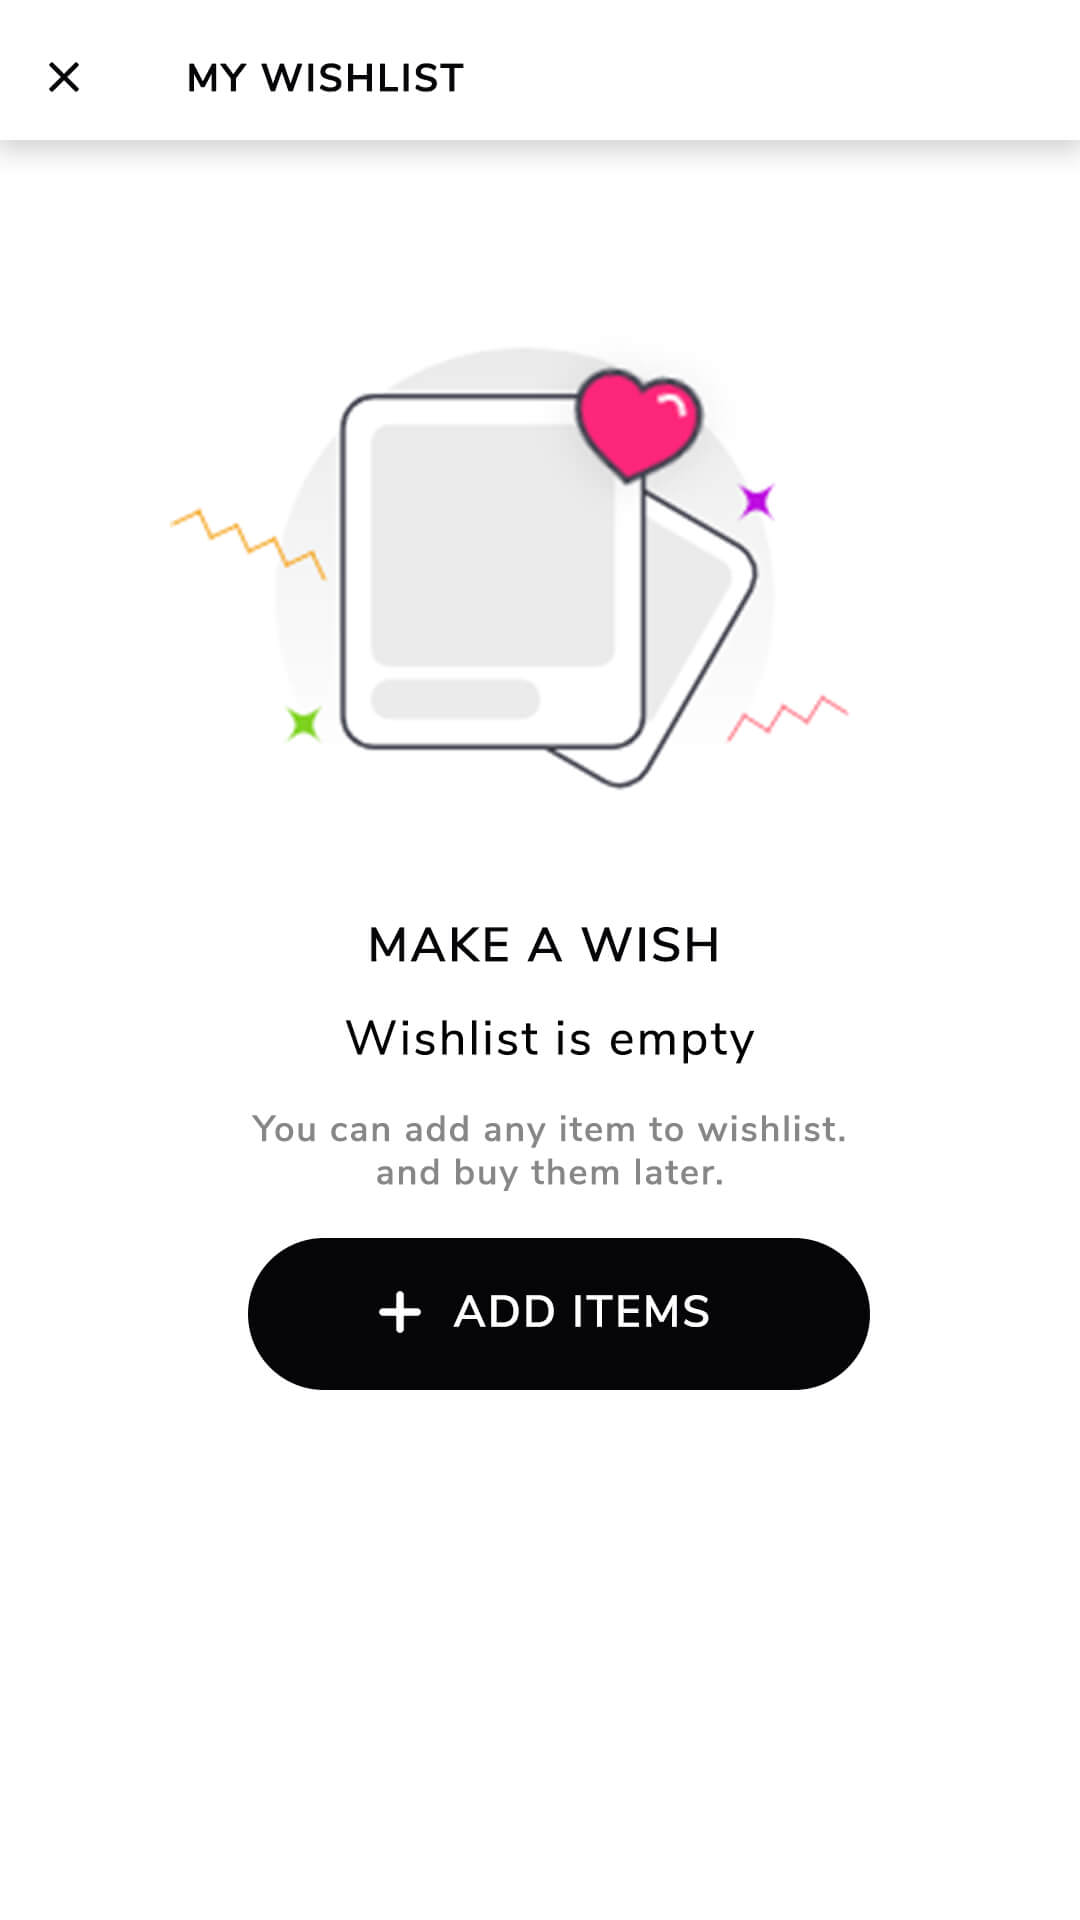 MY WISHLIST
MAKE A WISH
Wishlist is empty
You can add any item to wishlist.
and buy them later.
ADD ITEMS